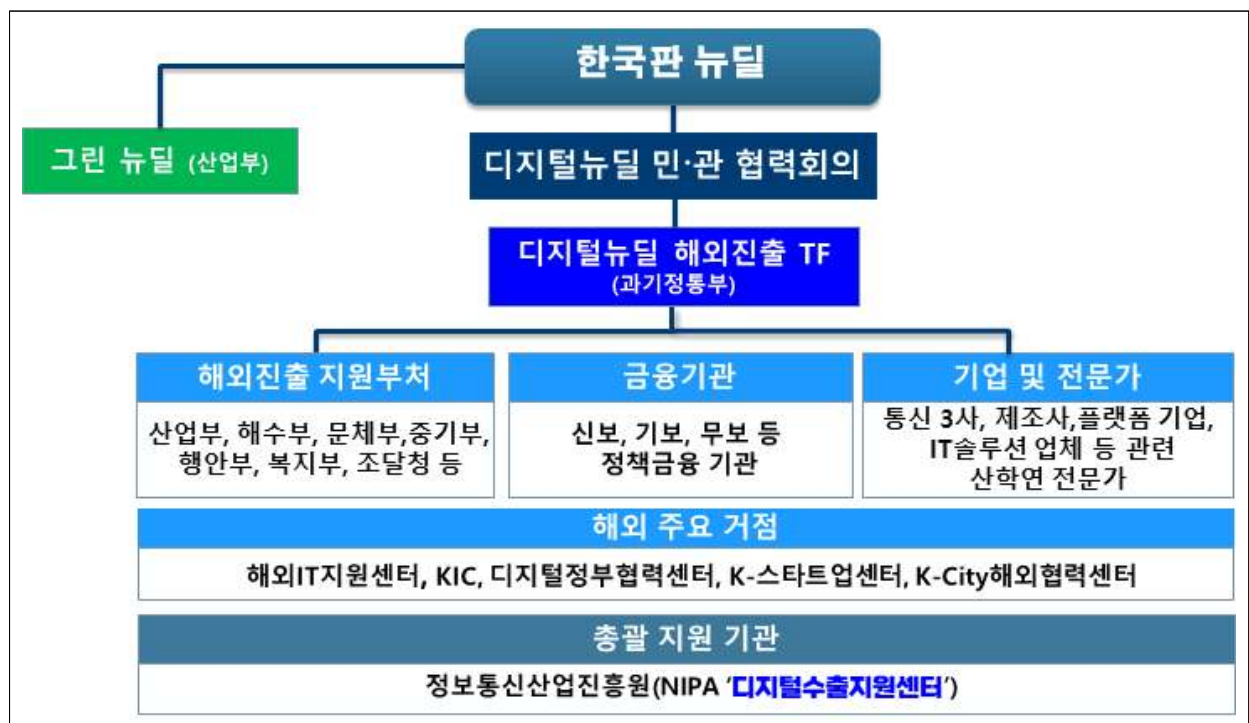 한국판 뉴딜
그린 뉴딜 (산업부)
디지털뉴딜 민·관 협력회의
디지털뉴딜 해외진출 TF
(과기정통부)
해외진출 지원부처
산업부, 해수부, 문체부,중기부,
행안부, 복지부, 조달청 등
금융기관
신보, 기보, 무보 등
정책금융 기관
기업 및 전문가
통신 3사, 제조사,플랫폼 기업,
IT솔루션 업체 등 관련
산학연 전문가
해외 주요 거점
해외IT지원센터, KIC, 디지털정부협력센터, K-스타트업센터, K-City해외협력센터
총괄 지원 기관
정보통신산업진흥원(NIPA ‘디지털수출지원센터’)